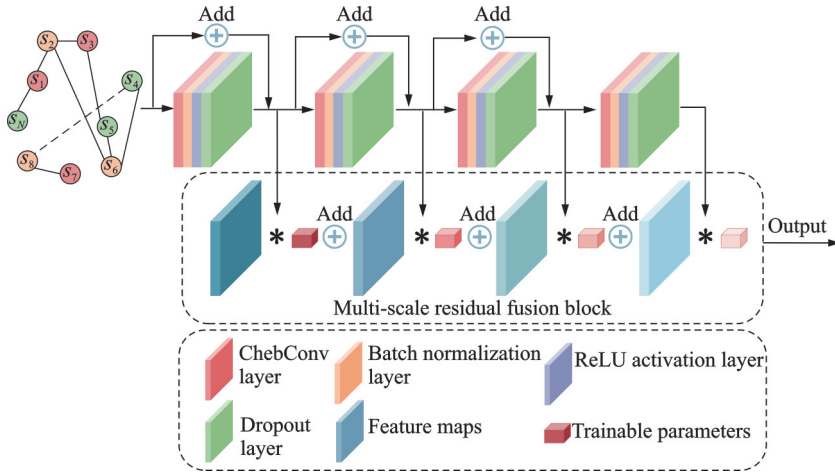 Add
Add
Add
S2
S3
S1
S4
SN
S5
S8
S7
S6
* Add * Add * Add *
Output
Multi-scale residual fusion block
ChebConv
layer
Batch normalization
layer
ReLU activation layer
Dropout
layer
Feature maps
Trainable parameters